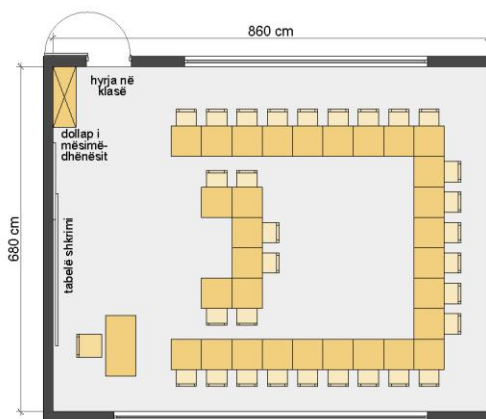 860 cm
hyrja në
klasë
dollap i
mësimë-
dhënësit
680 cm
tabelë shkrimi